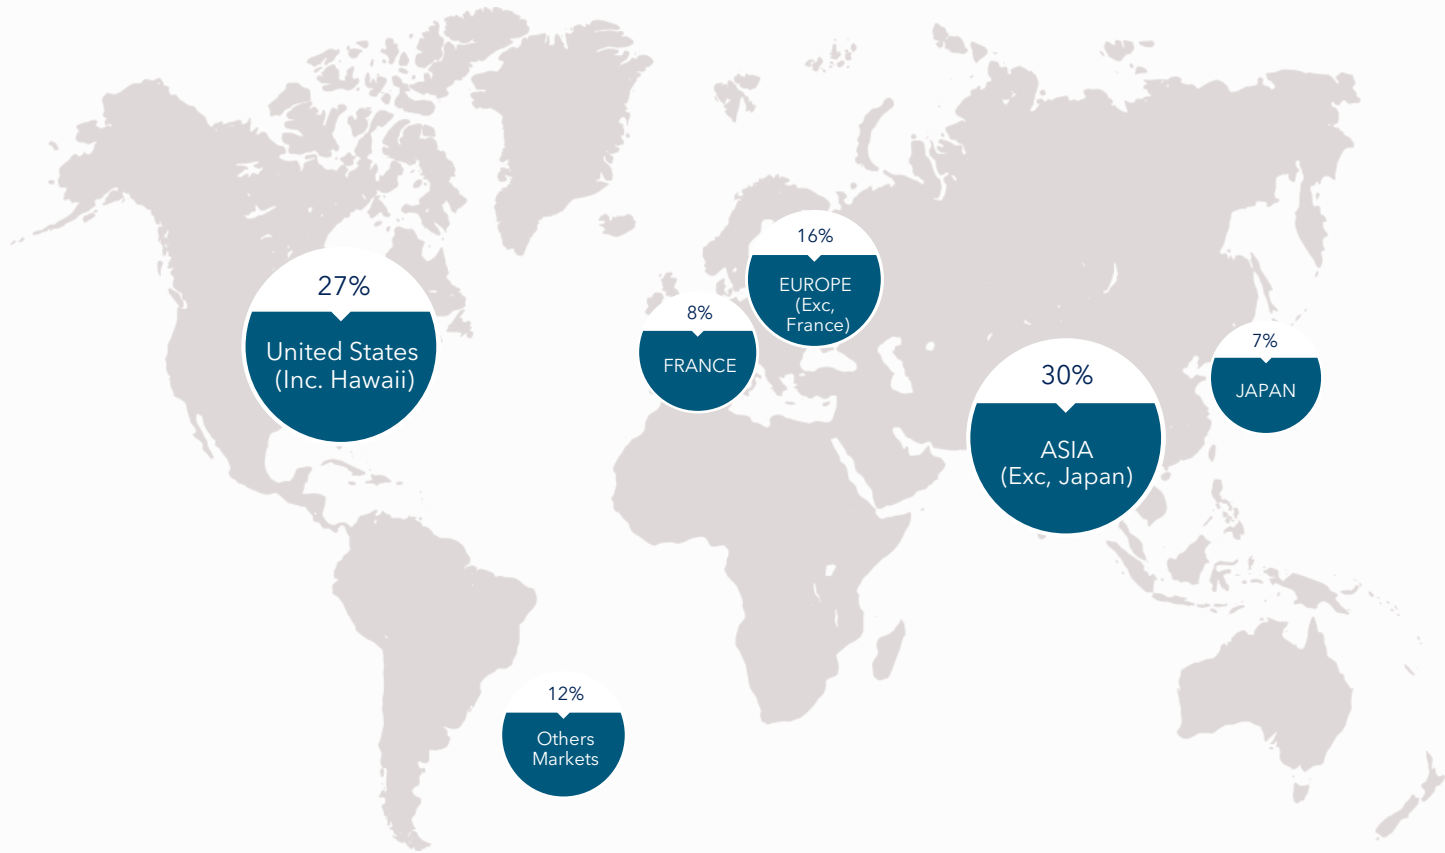 27%
United States
(Inc. Hawaii)
8%
FRANCE
16%
EUROPE
(Exc,
France)
30%
ASIA
(Exc, Japan)
7%
JAPAN
12%
Others
Markets